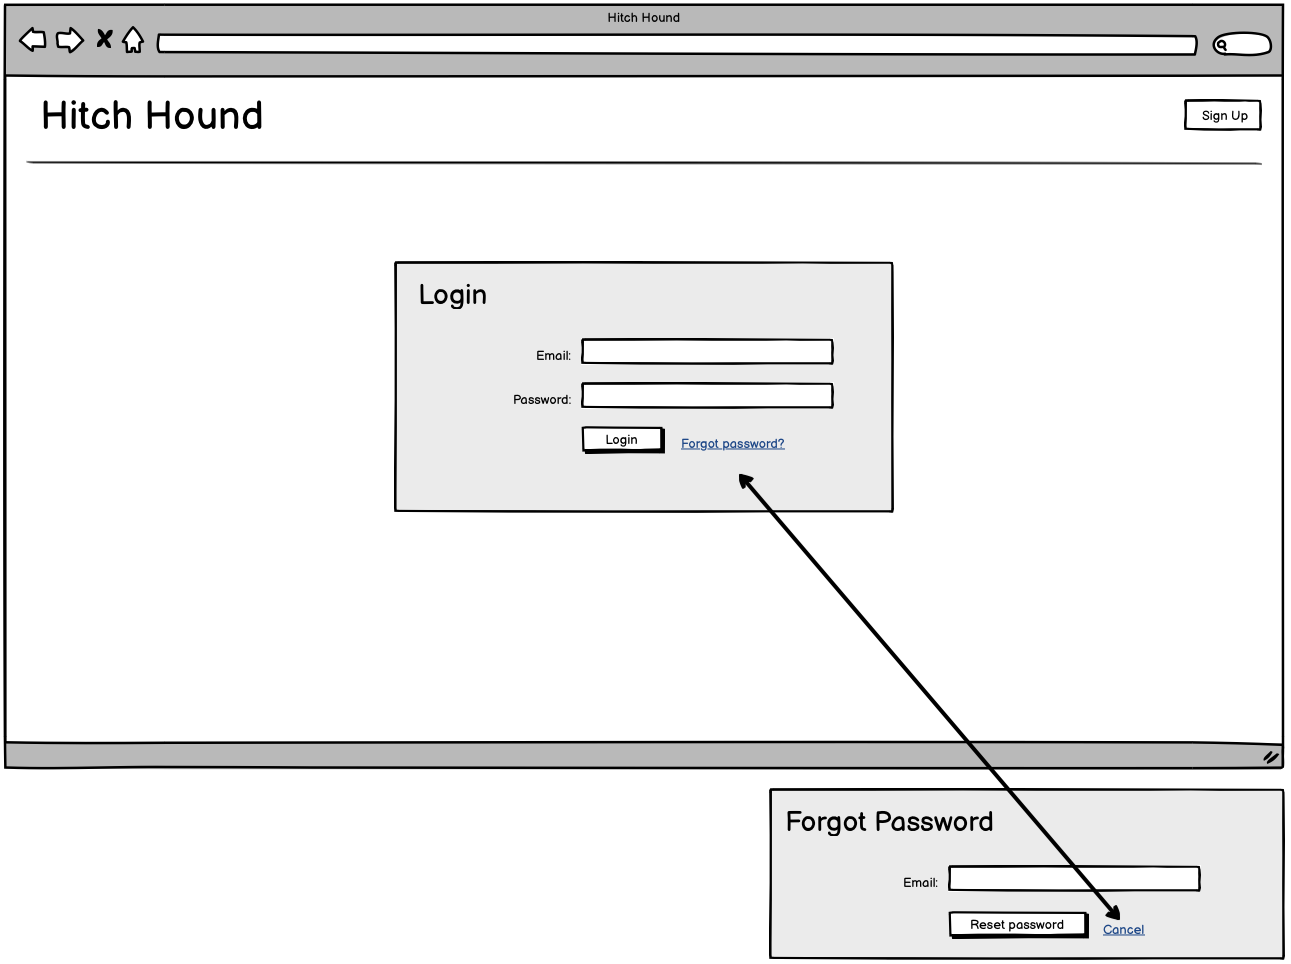 Hitch Hound
Hitch Hound
Sign Up
Login
Email:
Password:
Login Forgot password?
Forgot Password
Email:
Reset password Cancel